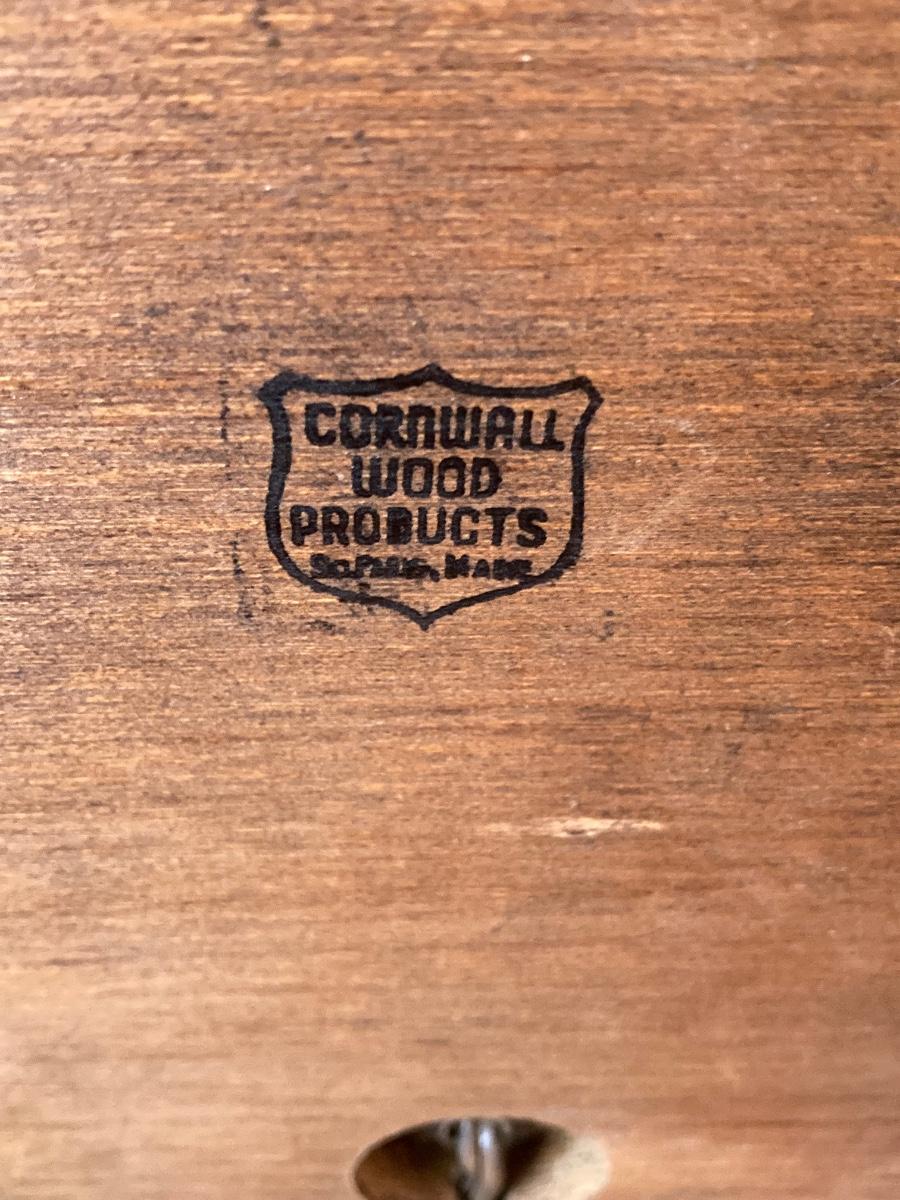 CORNWALL
WOOD
PRODUCTS
So. Paris, Maine